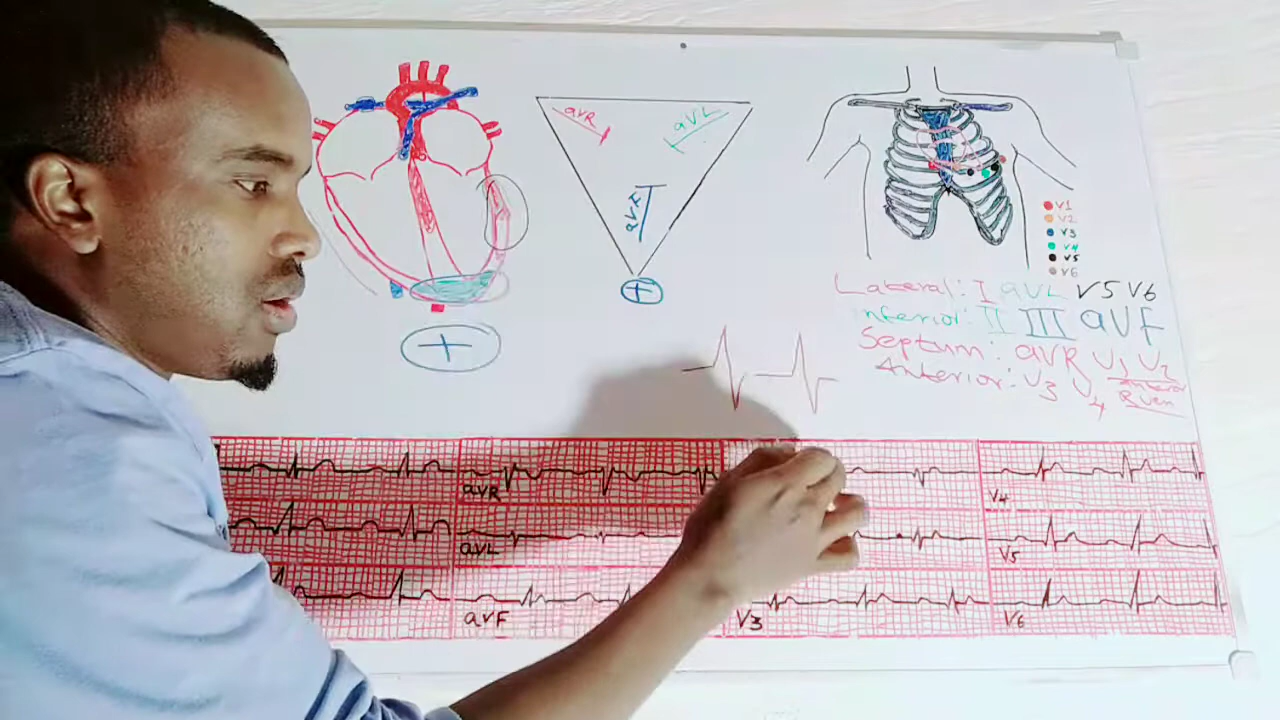 aVR
aVL
aVF
+
+
V1
V2
V3
V4
V5
V6
Lateral: I aVL V5 V6
Inferior: II III aVF
Septum: aVR V1 V2
Anterior: V3 V4
aVR
V4
aVL
V5
aVF
V3
V6